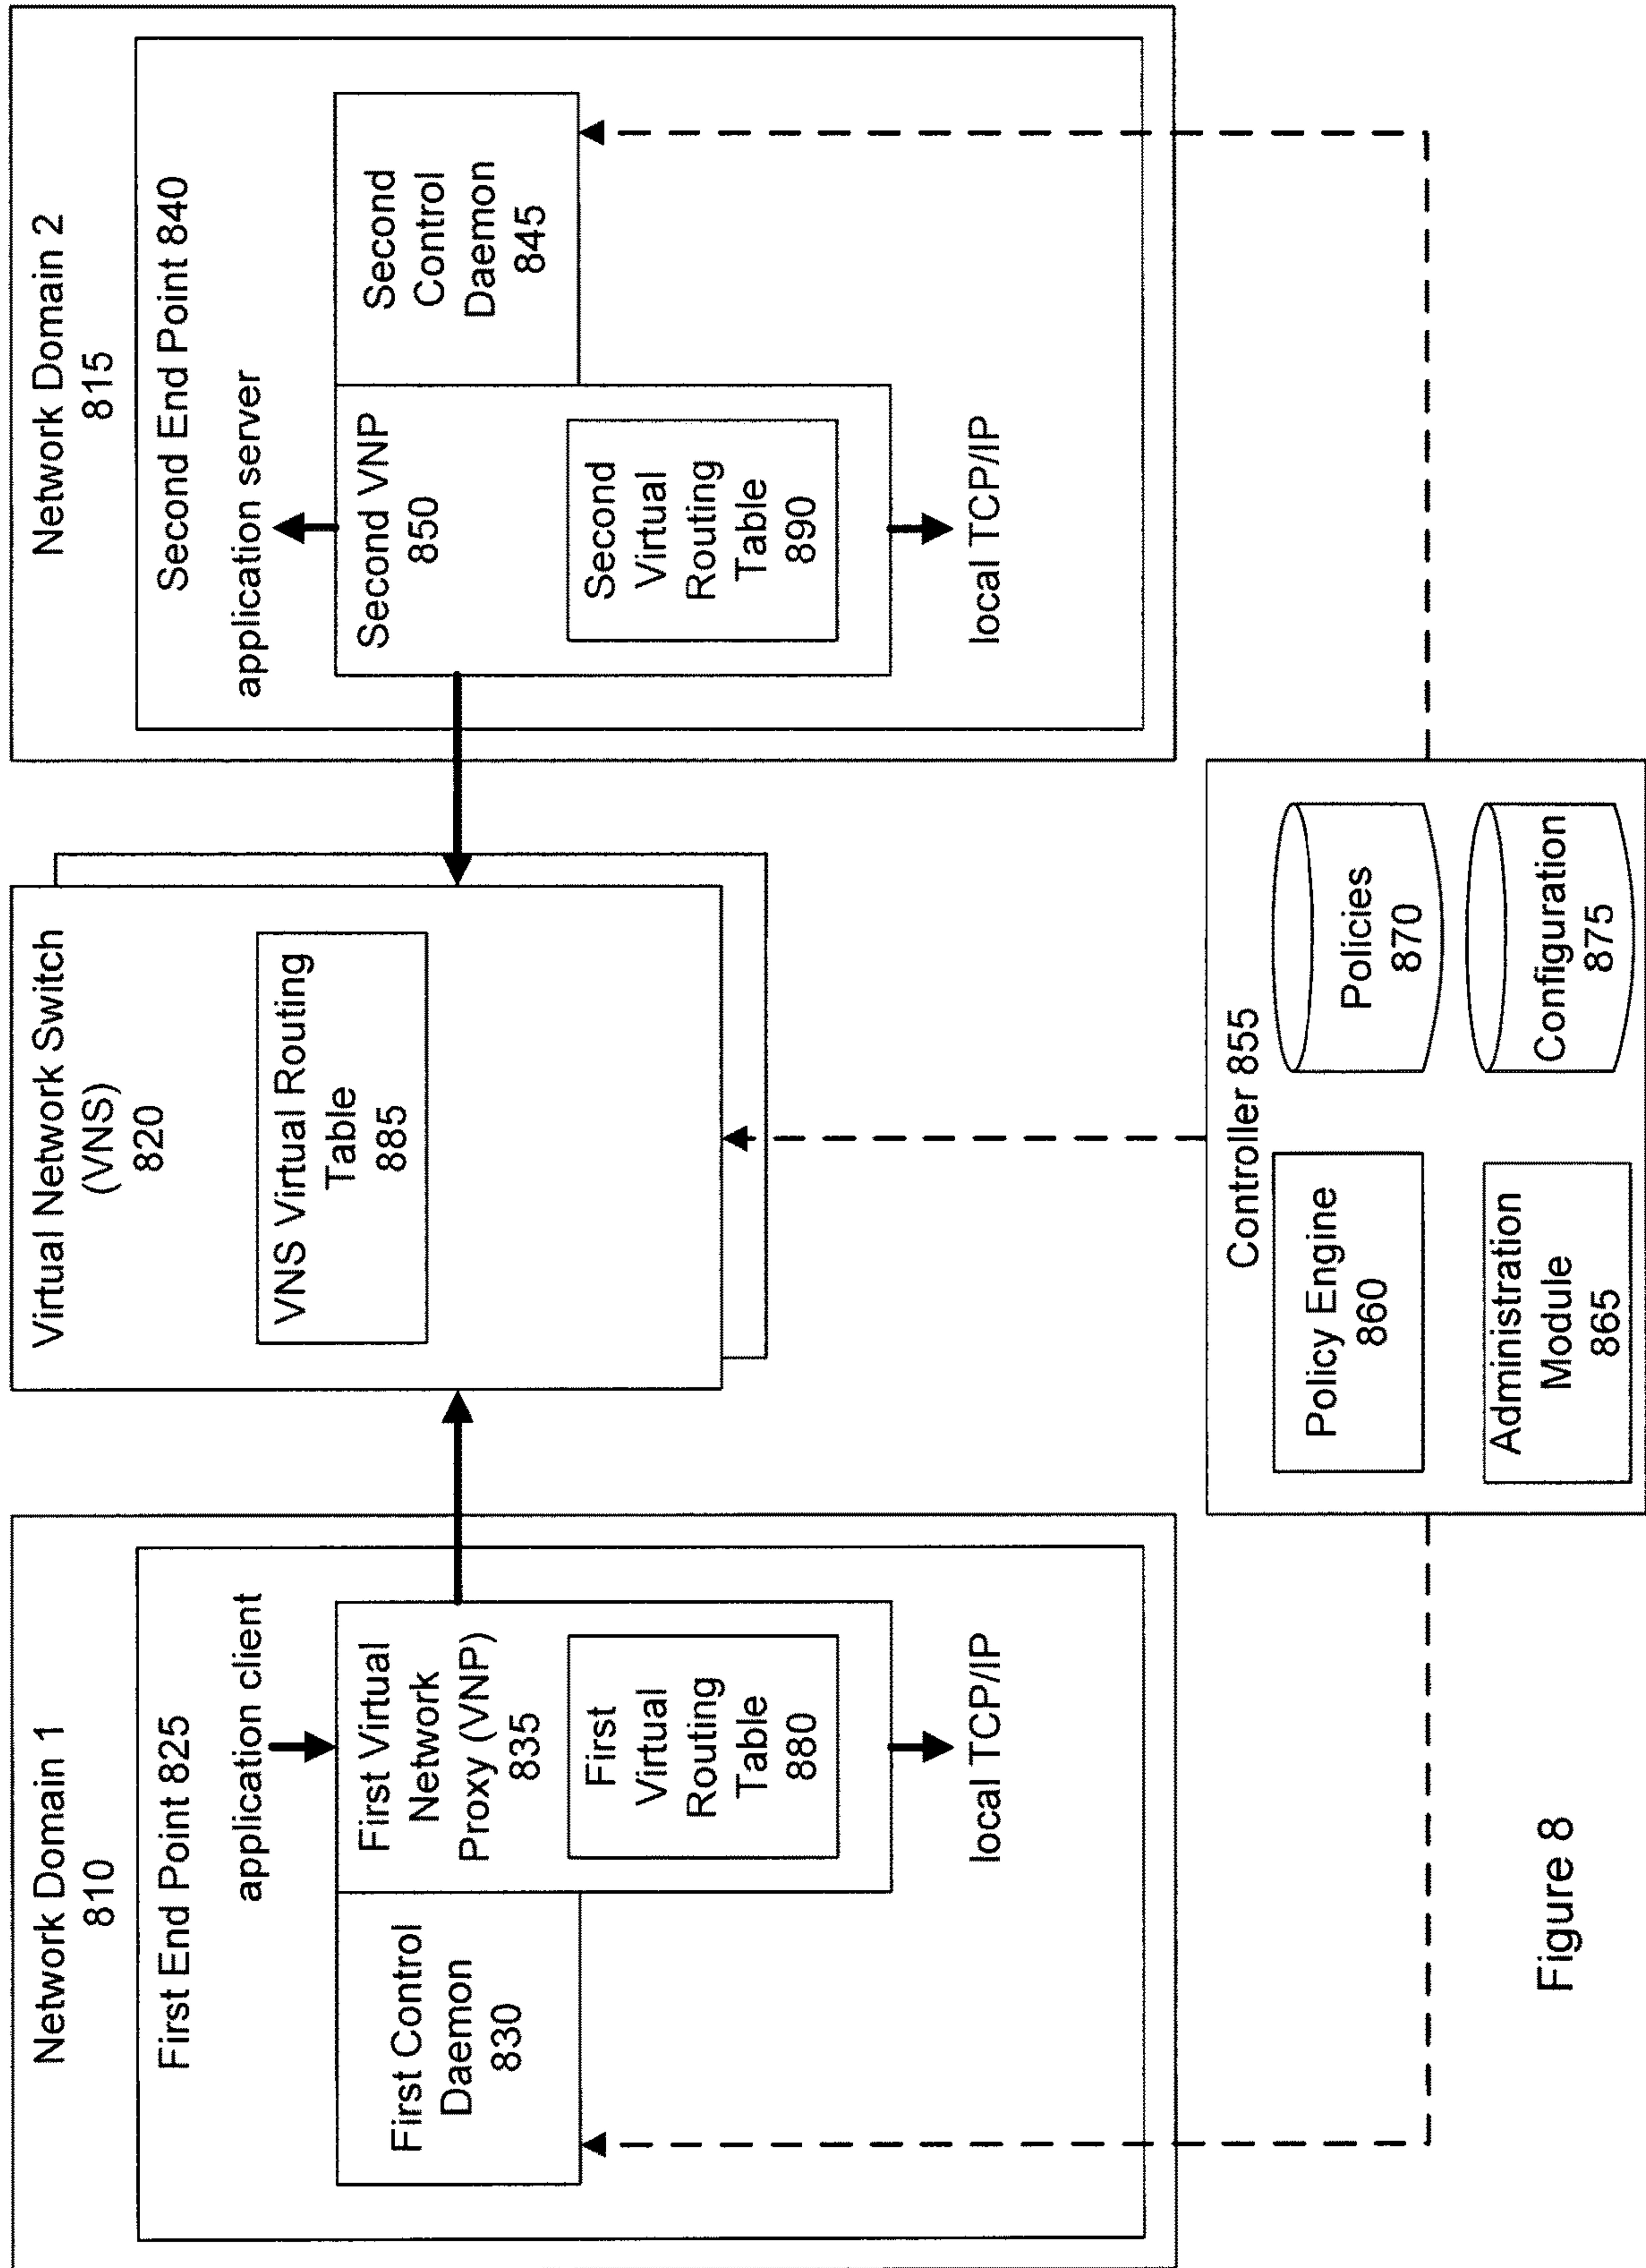 Network Domain 1
810
First End Point 825
application client
First Control
Daemon
830
First Virtual
Network
Proxy (VNP)
835
First
Virtual
Routing
Table
880
local TCP/IP
Virtual Network Switch
(VNS)
820
VNS Virtual Routing
Table
885
Network Domain 2
815
Second End Point 840
application server
Second VNP
850
Second
Virtual
Routing
Table
890
Second
Control
Daemon
845
local TCP/IP
Controller 855
Policy Engine
860
Policies
870
Administration
Module
865
Configuration
875
Figure 8